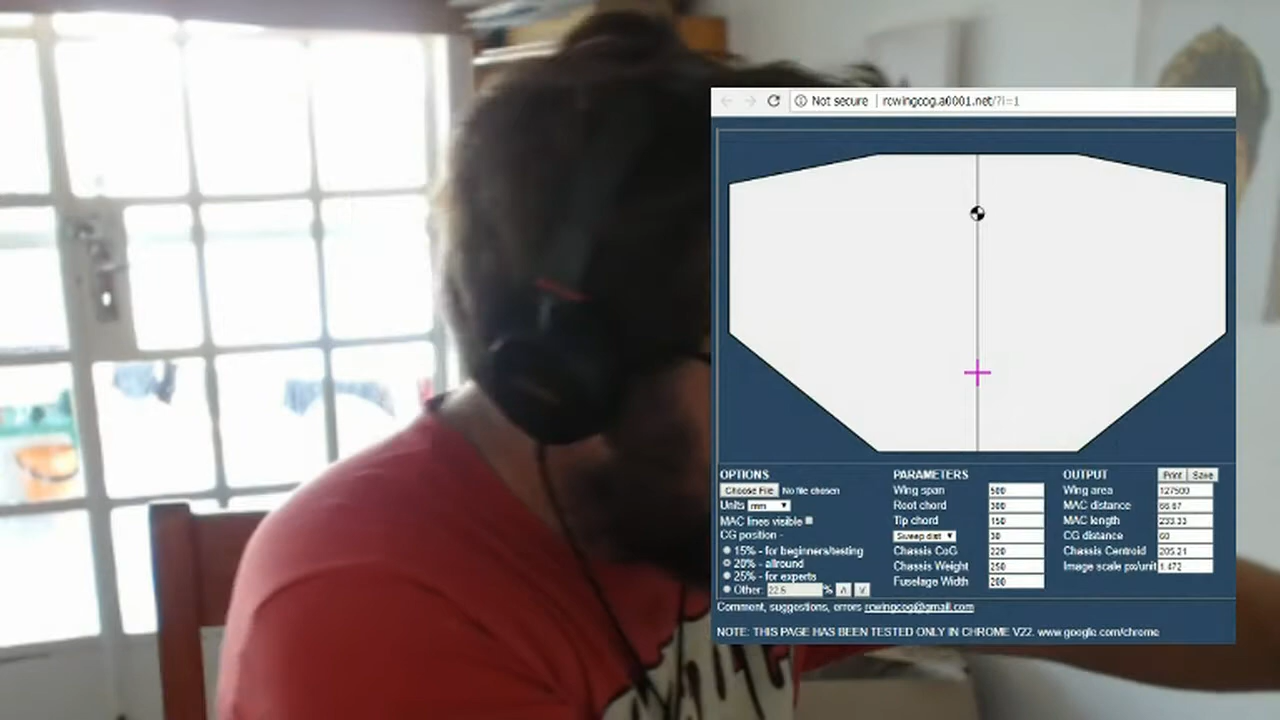 Not secure | rcwingcog.a0001.net/?i=1
OPTIONS
Choose File No file chosen
Units mm
MAC lines visible
CG position -
15% - for beginners/testing
20% - allround
25% - for experts
Other: 22.5 % ^ v
PARAMETERS
Wing span 500
Root chord 300
Tip chord 150
Sweep dist 30
Chassis CoG 220
Chassis Weight 250
Fuselage Width 200
OUTPUT Print Save
Wing area 127500
MAC distance 66.67
MAC length 233.33
CG distance 60
Chassis Centroid 205.21
Image scale px/unit 1.472
Comment, suggestions, errors rcwingcog@gmail.com
NOTE: THIS PAGE HAS BEEN TESTED ONLY IN CHROME V22. www.google.com/chrome